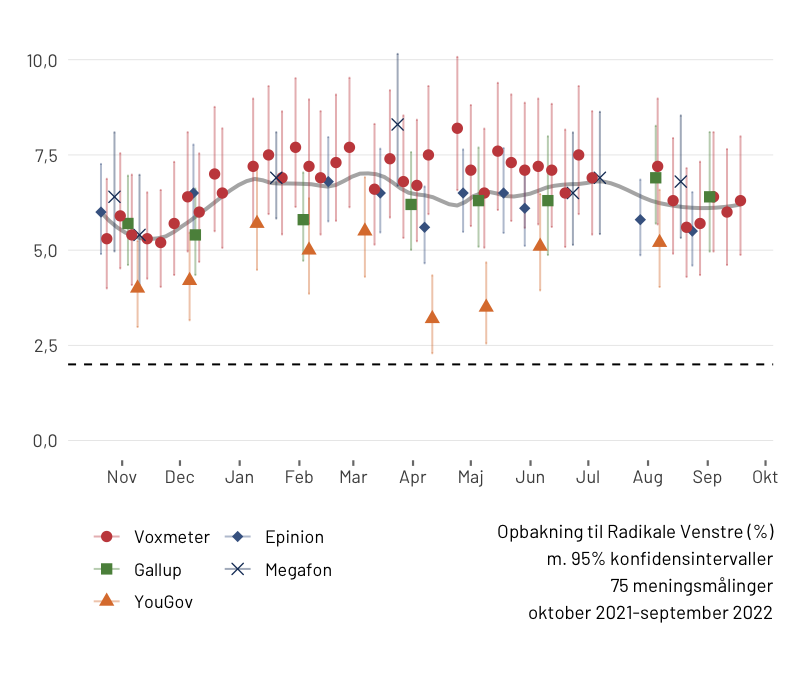 10,0
7,5
5,0
2,5
0,0
Nov Dec Jan Feb Mar Apr Maj Jun Jul Aug Sep Okt
Voxmeter Epinion
Gallup Megafon
YouGov
Opbakning til Radikale Venstre (%)
m. 95% konfidensintervaller
75 meningsmålinger
oktober 2021-september 2022